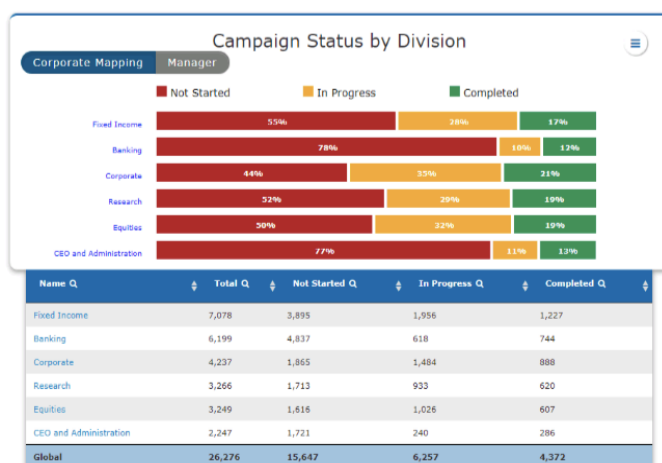 Campaign Status by Division
Corporate Mapping Manager
Not Started In Progress Completed
Fixed Income 55% 28% 17%
Banking 78% 10% 12%
Corporate 44% 35% 21%
Research 52% 29% 19%
Equities 50% 32% 19%
CEO and Administration 77% 11% 13%
Name Total Not Started In Progress Completed
Fixed Income 7,078 3,895 1,956 1,227
Banking 6,199 4,837 618 744
Corporate 4,237 1,865 1,484 888
Research 3,266 1,713 933 620
Equities 3,249 1,616 1,026 607
CEO and Administration 2,247 1,721 240 286
Global 26,276 15,647 6,257 4,372